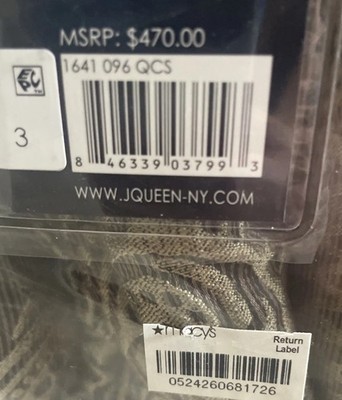 MSRP: $470.00
1641 096 QCS
8 46339 03799 3
3
WWW.JQUEEN-NY.COM
★macys
Return
Label
0524260681726